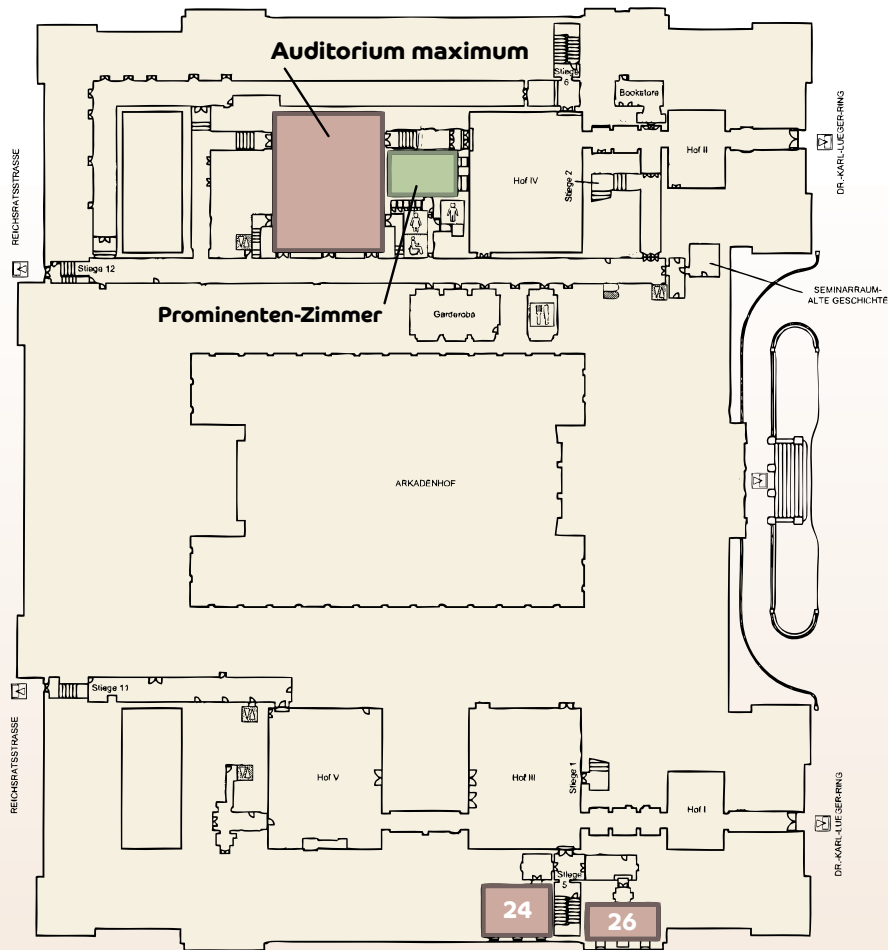 Auditorium maximum
Stiege
6
Bookstore
REICHSRATSSTRASSE
DR.-KARL-LUEGER-RING
Hof II
Hof IV
Stiege 2
Stiege 12
SEMINARRAUM-
ALTE GESCHICHTE
Prominenten-Zimmer
Garderobe
ARKADENHOF
Stiege 11
REICHSRATSSTRASSE
Hof V
Hof III
Stiege 1
Hof I
DR.-KARL-LUEGER-RING
Stiege
5
24
26